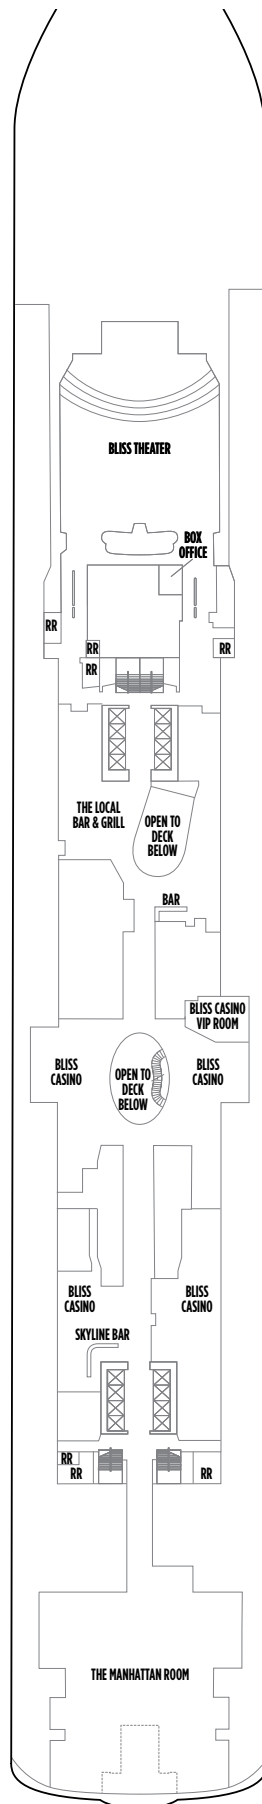 BLISS THEATER
BOX
OFFICE
RR
RR
RR
RR
THE LOCAL
BAR & GRILL
OPEN TO
DECK
BELOW
BAR
BLISS CASINO
VIP ROOM
BLISS
CASINO
OPEN TO
DECK
BELOW
BLISS
CASINO
BLISS
CASINO
BLISS
CASINO
SKYLINE BAR
RR
RR
RR
THE MANHATTAN ROOM